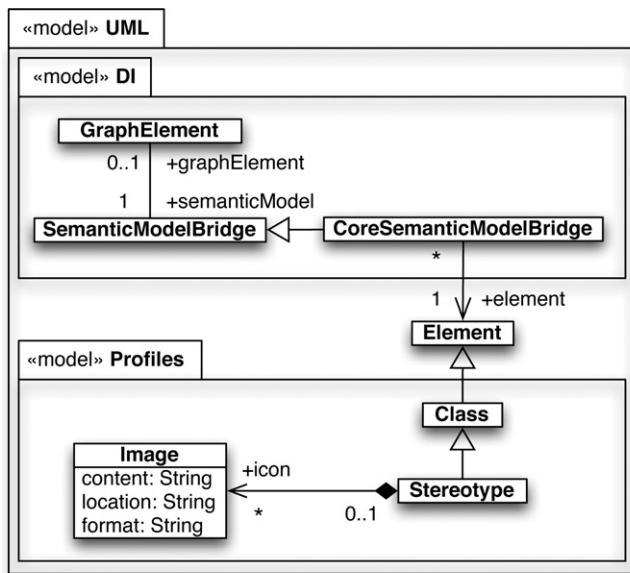 «model» UML
«model» DI
GraphElement
0..1 +graphElement
1 +semanticModel
SemanticModelBridge
CoreSemanticModelBridge
*
1 +element
Element
«model» Profiles
Class
Image
content: String
location: String
format: String
+icon
*
0..1
Stereotype